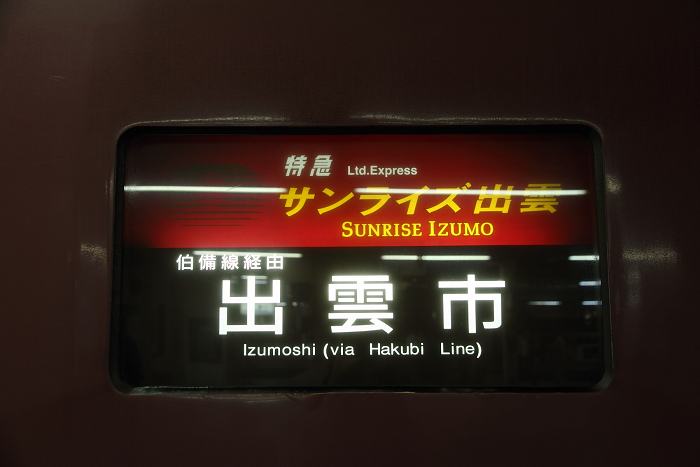 特急 Ltd.Express
サンライズ出雲
SUNRISE IZUMO
伯備線経由
出雲市
Izumoshi (via Hakubi Line)